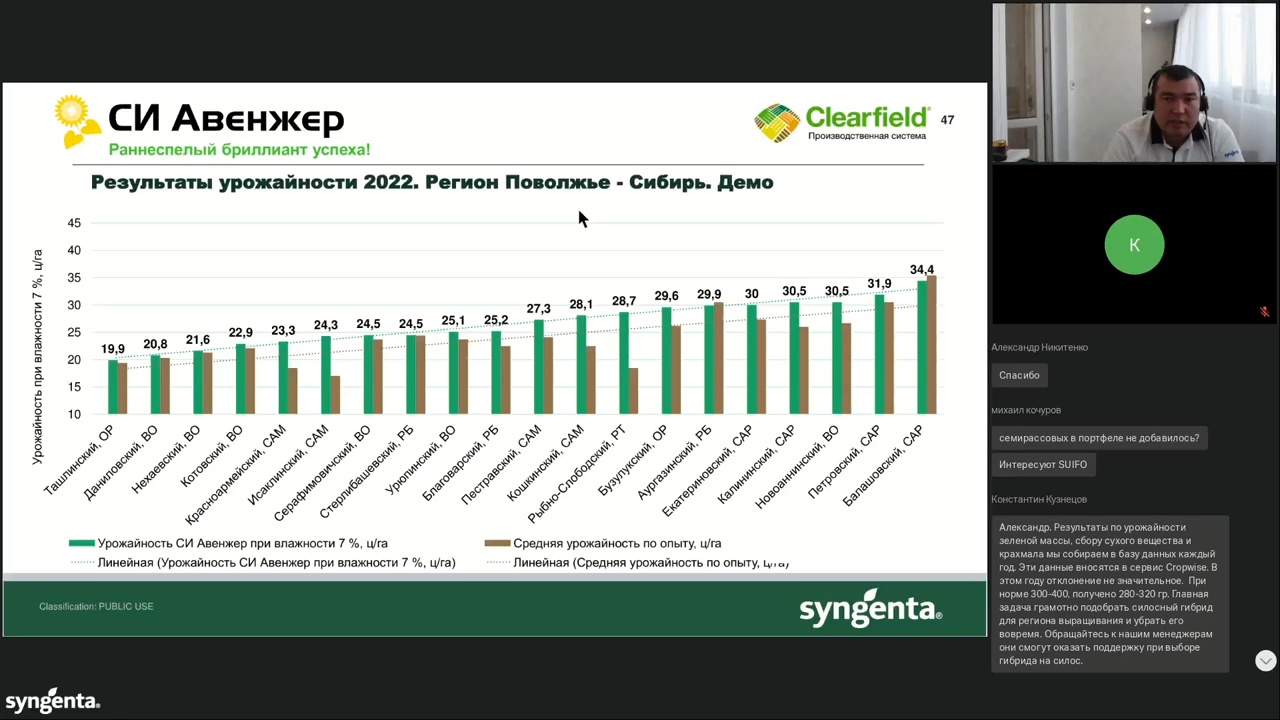 СИ Авенжер
Раннеспелый бриллиант успеха!
Clearfield®
Производственная система
47
Результаты урожайности 2022. Регион Поволжье - Сибирь. Демо
Урожайность при влажности 7 %, ц/га
45
40
35
30
25
20
15
10
19,9
20,8
21,6
22,9
23,3
24,3
24,5
24,5
25,1
25,2
27,3
28,1
28,7
29,6
29,9
30
30,5
30,5
31,9
34,4
Ташлинский, ОР
Даниловский, ВО
Нехаевский, ВО
Котовский, ВО
Красноармейский, САМ
Исаклинский, САМ
Серафимовичский, ВО
Стерлибашевский, РБ
Урюпинский, ВО
Благоварский, РБ
Пестравский, САМ
Кошкинский, САМ
Рыбно-Слободский, РТ
Бузулукский, ОР
Аургазинский, РБ
Екатериновский, САР
Калининский, САР
Новоаннинский, ВО
Петровский, САР
Балашовский, САР
Урожайность СИ Авенжер при влажности 7 %, ц/га
Средняя урожайность по опыту, ц/га
Линейная (Урожайность СИ Авенжер при влажности 7 %, ц/га)
Линейная (Средняя урожайность по опыту, ц/га)
Classification: PUBLIC USE
syngenta®
syngenta®
syngenta
К
Александр Никитенко
Спасибо
михаил кочуров
семирассовых в портфеле не добавилось?
Интересуют SUIFO
Константин Кузнецов
Александр. Результаты по урожайности
зеленой массы, сбору сухого вещества и
крахмала мы собираем в базу данных каждый
год. Эти данные вносятся в сервис Cropwise. В
этом году отклонение не значительное. При
норме 300-400, получено 280-320 гр. Главная
задача грамотно подобрать силосный гибрид
для региона выращивания и убрать его
вовремя. Обращайтесь к нашим менеджерам
они смогут оказать поддержку при выборе
гибрида на силос.